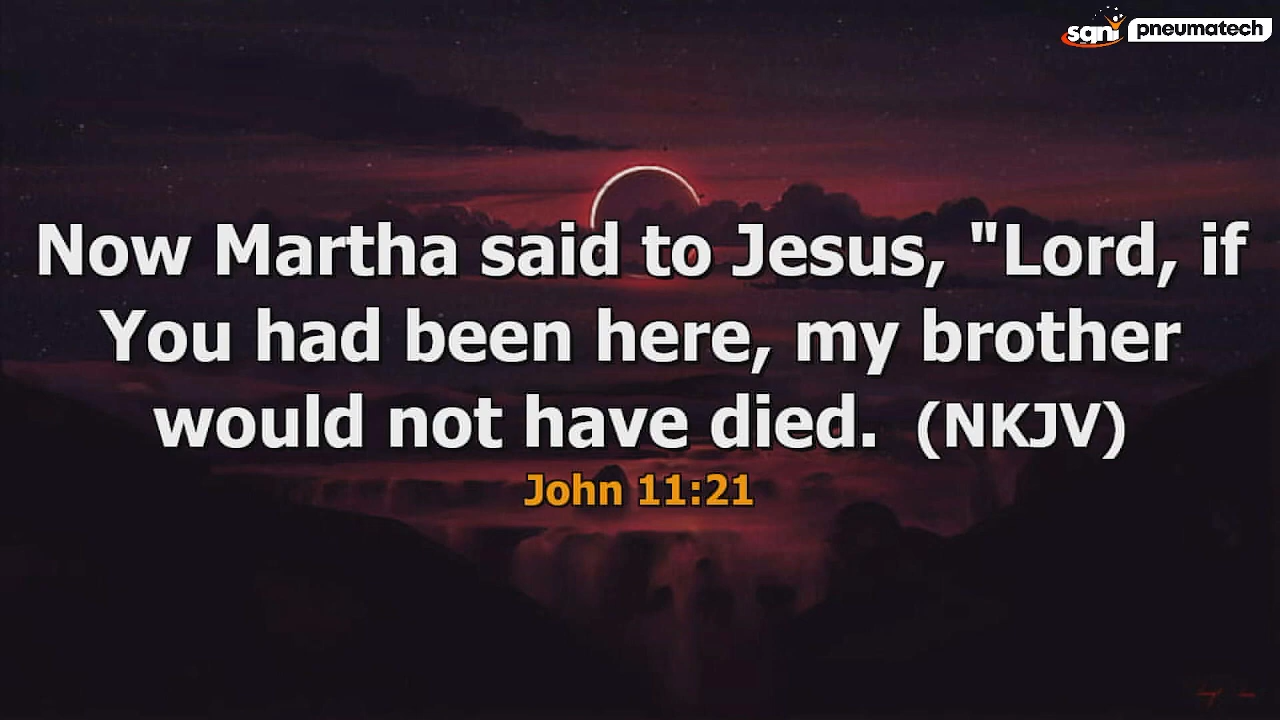 sgni pneumatech
Now Martha said to Jesus, "Lord, if
You had been here, my brother
would not have died.  (NKJV)
John 11:21